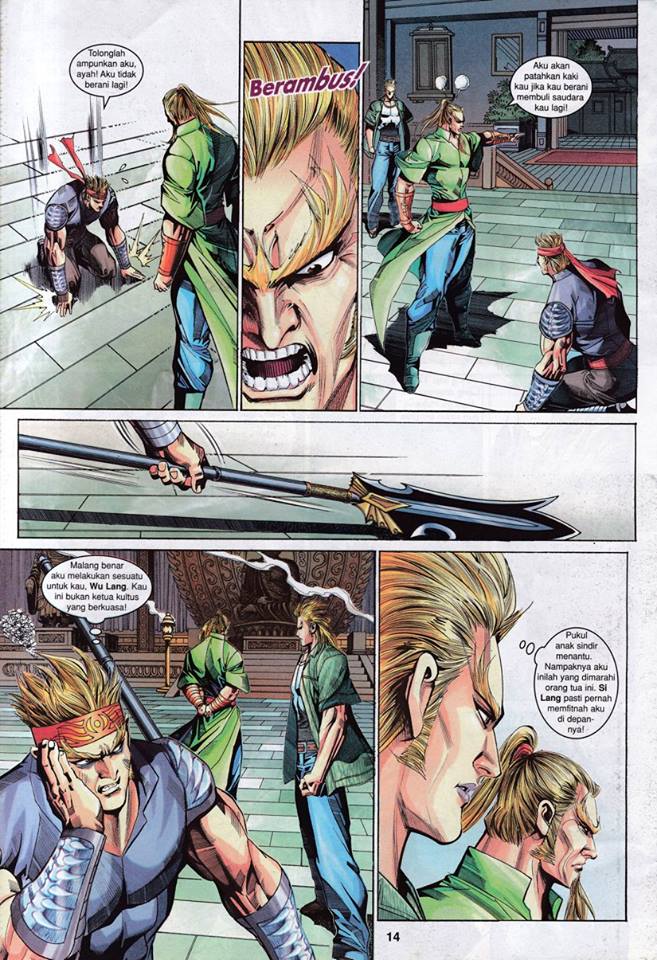 Tolonglah
ampunkan aku,
ayah! Aku tidak
berani lagi!
Berambus!
Aku akan
patahkan kaki
kau jika kau berani
membuli saudara
kau lagi!
Malang benar
aku melakukan sesuatu
untuk kau, Wu Lang. Kau
ini bukan ketua kultus
yang berkuasa!
Pukul
anak sindir
menantu.
Nampaknya aku
inilah yang dimarahi
orang tua ini. Si
Lang pasti pernah
memfitnah aku
di depan-
nya!
14